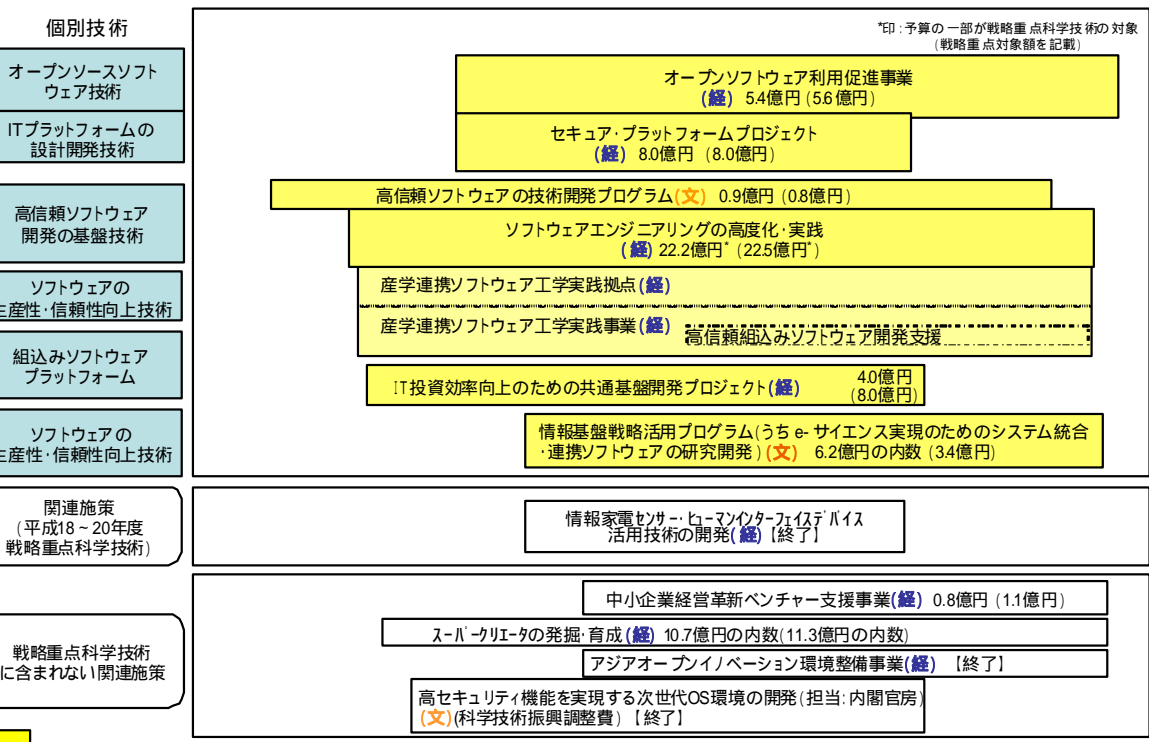 個別技術
*印:予算の一部が戦略重点科学技術の対象
(戦略重点対象額を記載)
オープンソースソフト
ウェア技術
オープンソフトウェア利用促進事業
(経) 5.4億円 (5.6億円)
ITプラットフォームの
設計開発技術
セキュア・プラットフォームプロジェクト
(経) 8.0億円 (8.0億円)
高信頼ソフトウェア
開発の基盤技術
高信頼ソフトウェアの技術開発プログラム(文) 0.9億円 (0.8億円)
ソフトウェアエンジニアリングの高度化・実践
(経) 22.2億円* (22.5億円*)
ソフトウェアの
生産性・信頼性向上技術
産学連携ソフトウェア工学実践拠点(経)
産学連携ソフトウェア工学実践事業(経)
高信頼組込みソフトウェア開発支援
組込みソフトウェア
プラットフォーム
IT投資効率向上のための共通基盤開発プロジェクト(経) 4.0億円
(8.0億円)
ソフトウェアの
生産性・信頼性向上技術
情報基盤戦略活用プログラム(うちe-サイエンス実現のためのシステム統合
・連携ソフトウェアの研究開発)(文) 6.2億円の内数 (3.4億円)
関連施策
(平成18~20年度
戦略重点科学技術)
情報家電センサー・ヒューマンインターフェイスデバイス
活用技術の開発(経)【終了】
戦略重点科学技術
に含まれない関連施策
中小企業経営革新ベンチャー支援事業(経) 0.8億円 (1.1億円)
スーパークリエータの発掘・育成(経) 10.7億円の内数(11.3億円の内数)
アジアオープンイノベーション環境整備事業(経) 【終了】
高セキュリティ機能を実現する次世代OS環境の開発(担当:内閣官房)
(文)(科学技術振興調整費)【終了】